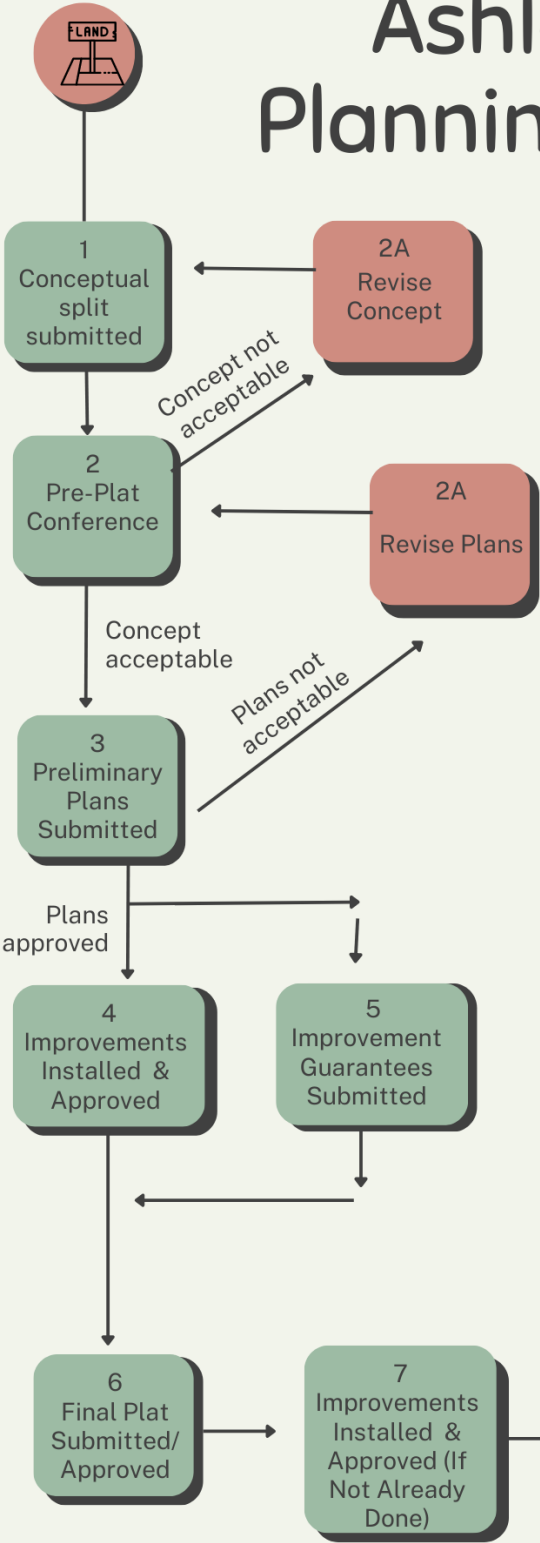 LAND
Ashl
Plannin
1
Conceptual
split
submitted
2A
Revise
Concept
Concept not
acceptable
2
Pre-Plat
Conference
2A
Revise Plans
Concept
acceptable
Plans not
acceptable
3
Preliminary
Plans
Submitted
Plans
approved
4
Improvements
Installed &
Approved
5
Improvement
Guarantees
Submitted
6
Final Plat
Submitted/
Approved
7
Improvements
Installed &
Approved (If
Not Already
Done)